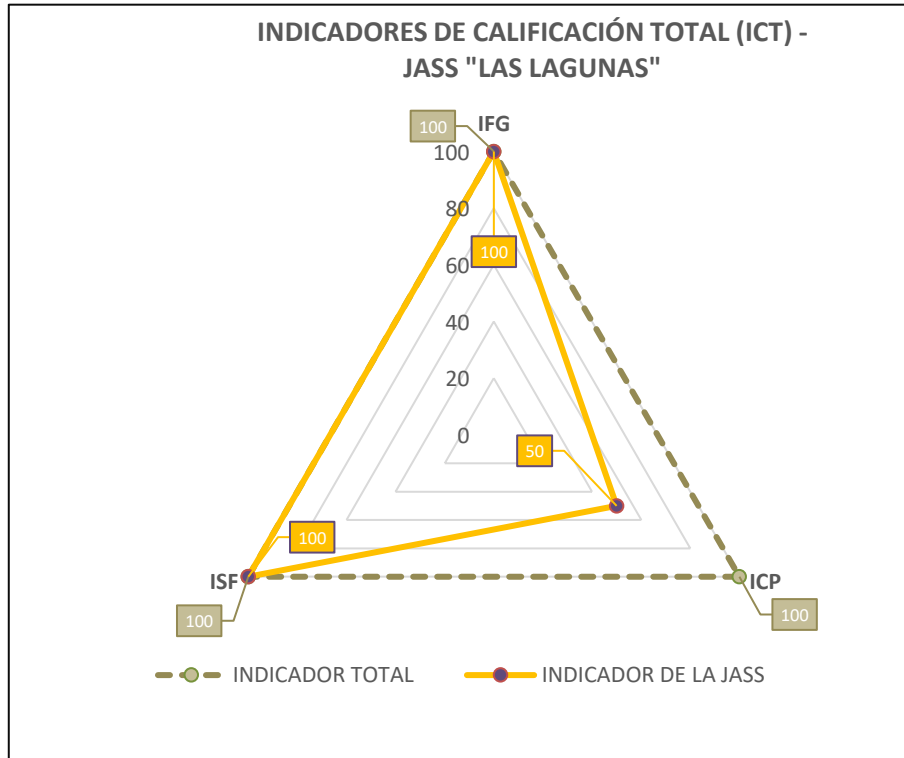 INDICADORES DE CALIFICACIÓN TOTAL (ICT) -
JASS "LAS LAGUNAS"
100
IFG
100
80
100
60
40
20
0
50
100
ISF
ICP
100
100
INDICADOR TOTAL
INDICADOR DE LA JASS